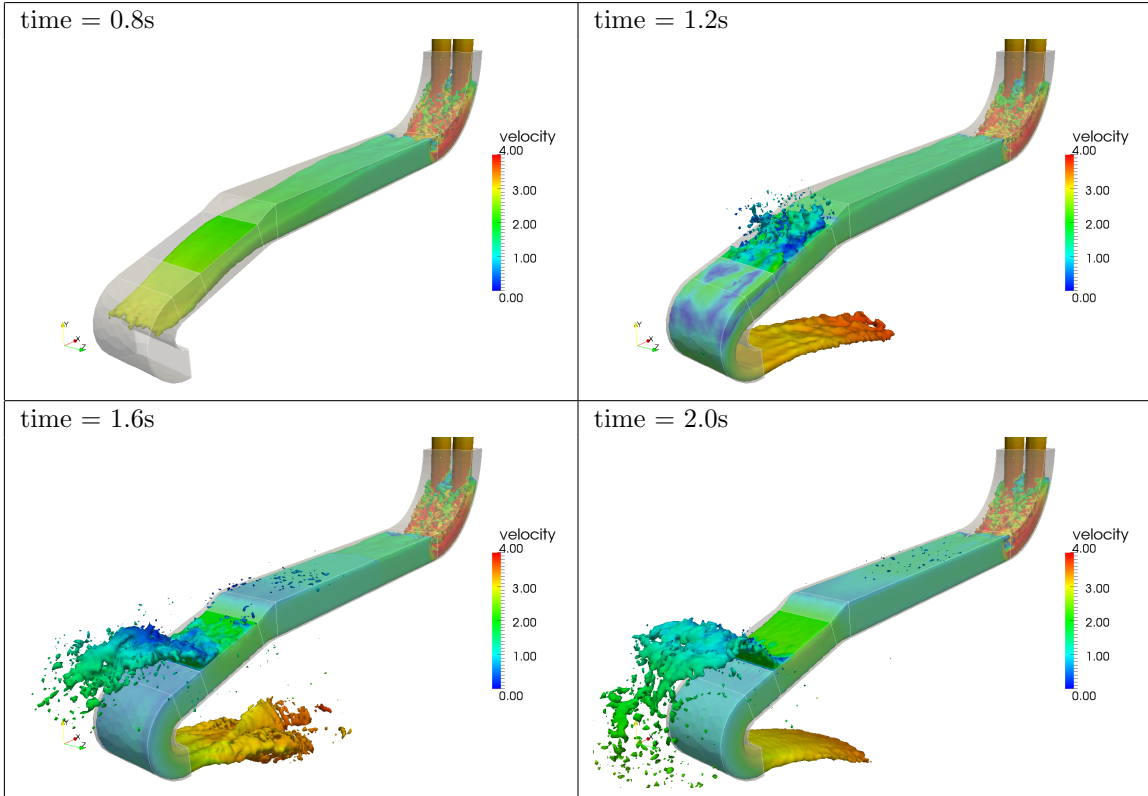 time = 0.8s
velocity
4.00
3.00
2.00
1.00
0.00
Y
X
Z
time = 1.2s
velocity
4.00
3.00
2.00
1.00
0.00
Y
X
Z
time = 1.6s
velocity
4.00
3.00
2.00
1.00
0.00
Z
time = 2.0s
velocity
4.00
3.00
2.00
1.00
0.00